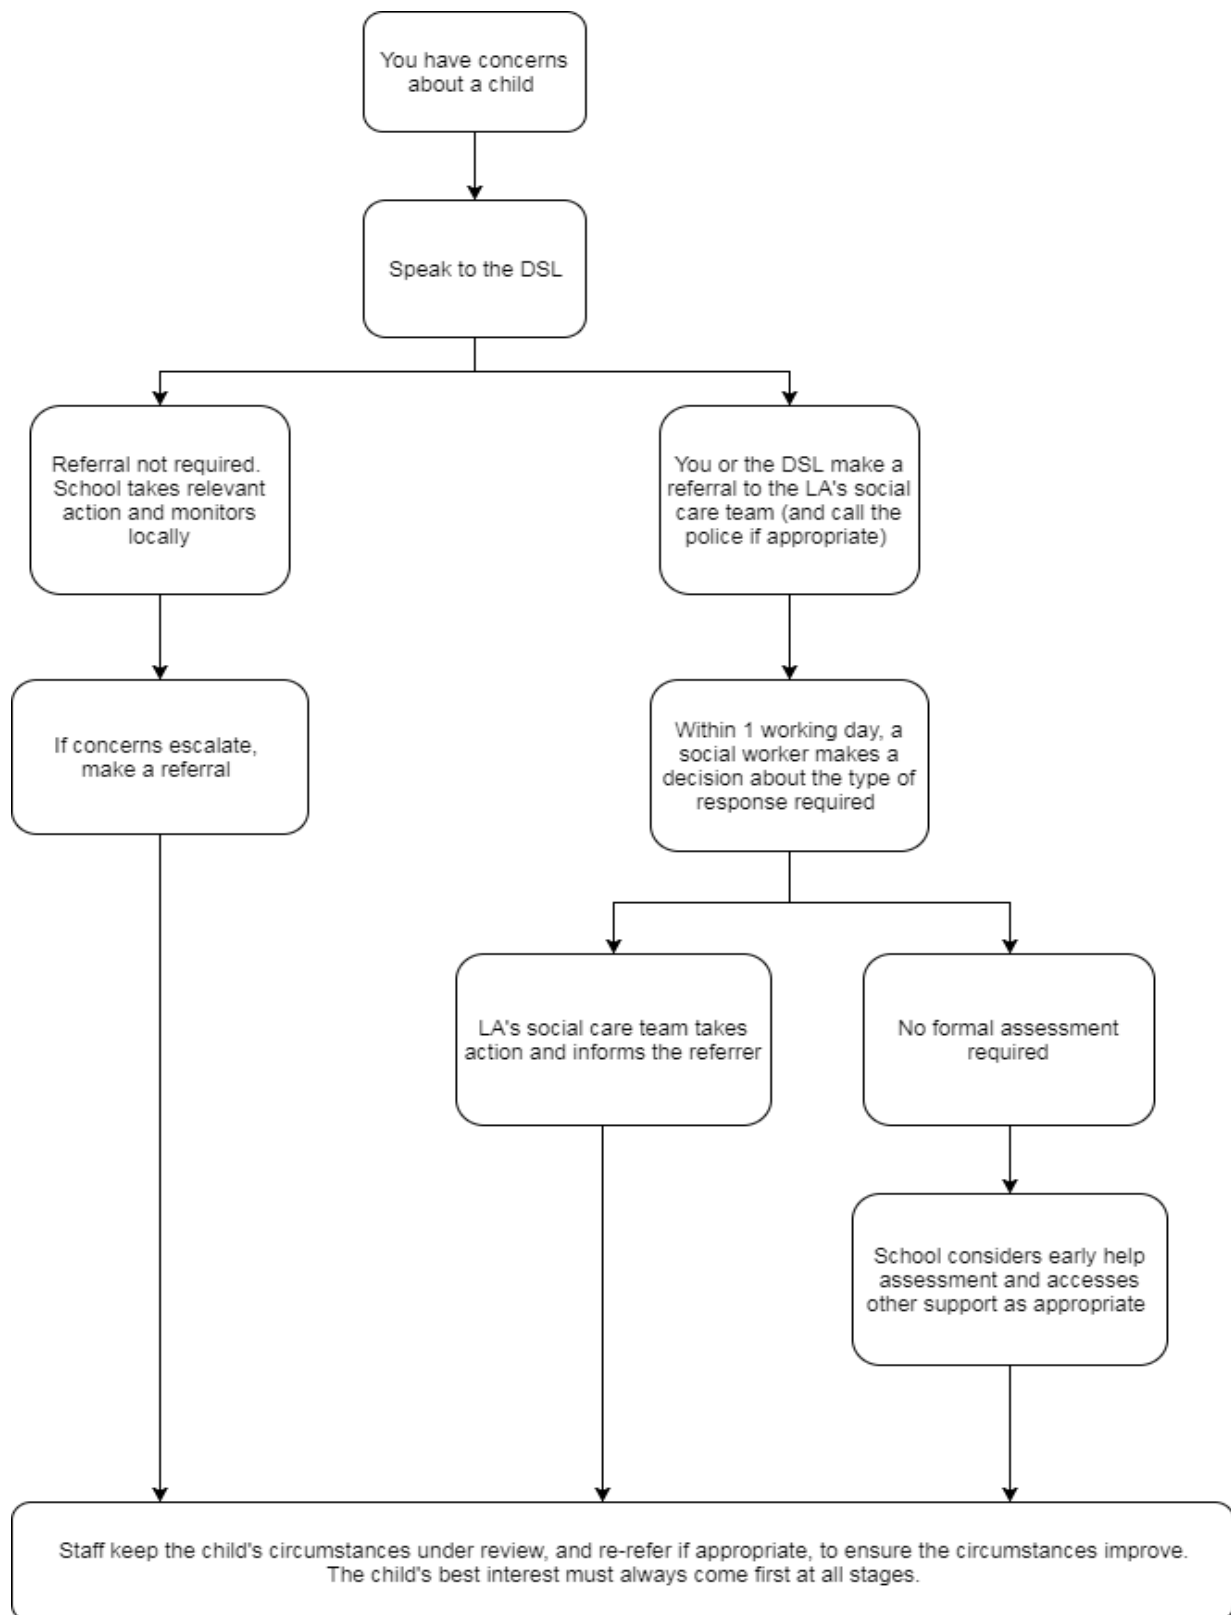 You have concerns
about a child
Speak to the DSL
Referral not required.
School takes relevant
action and monitors
locally
You or the DSL make a
referral to the LA's social
care team (and call the
police if appropriate)
If concerns escalate,
make a referral
Within 1 working day, a
social worker makes a
decision about the type of
response required
LA's social care team takes
action and informs the referrer
No formal assessment
required
School considers early help
assessment and accesses
other support as appropriate
Staff keep the child's circumstances under review, and re-refer if appropriate, to ensure the circumstances improve.
The child's best interest must always come first at all stages.